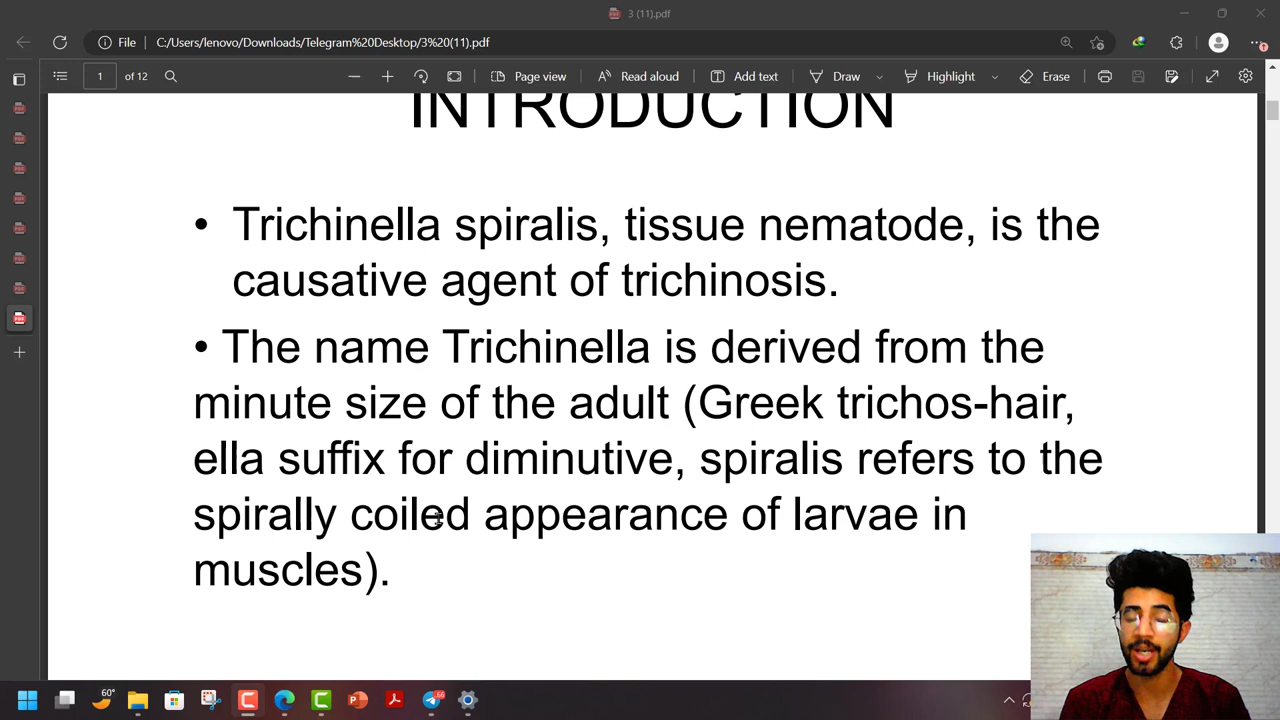 3 (11).pdf
File C:/Users/lenovo/Downloads/Telegram%20Desktop/3%20(11).pdf
1 of 12 Page view Read aloud Add text Draw Highlight Erase
INTRODUCTION
• Trichinella spiralis, tissue nematode, is the
causative agent of trichinosis.
• The name Trichinella is derived from the
minute size of the adult (Greek trichos-hair,
ella suffix for diminutive, spiralis refers to the
spirally coiled appearance of larvae in
muscles).
60°
66